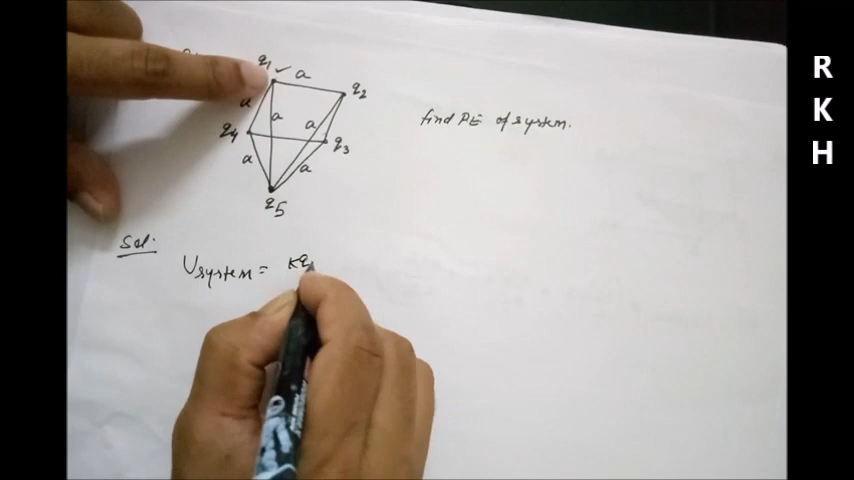 q1 a
q2
a
a
a
q4
q3
a
a
q5
find PE of system.
Sol:
Usystem = Kq
R
K
H